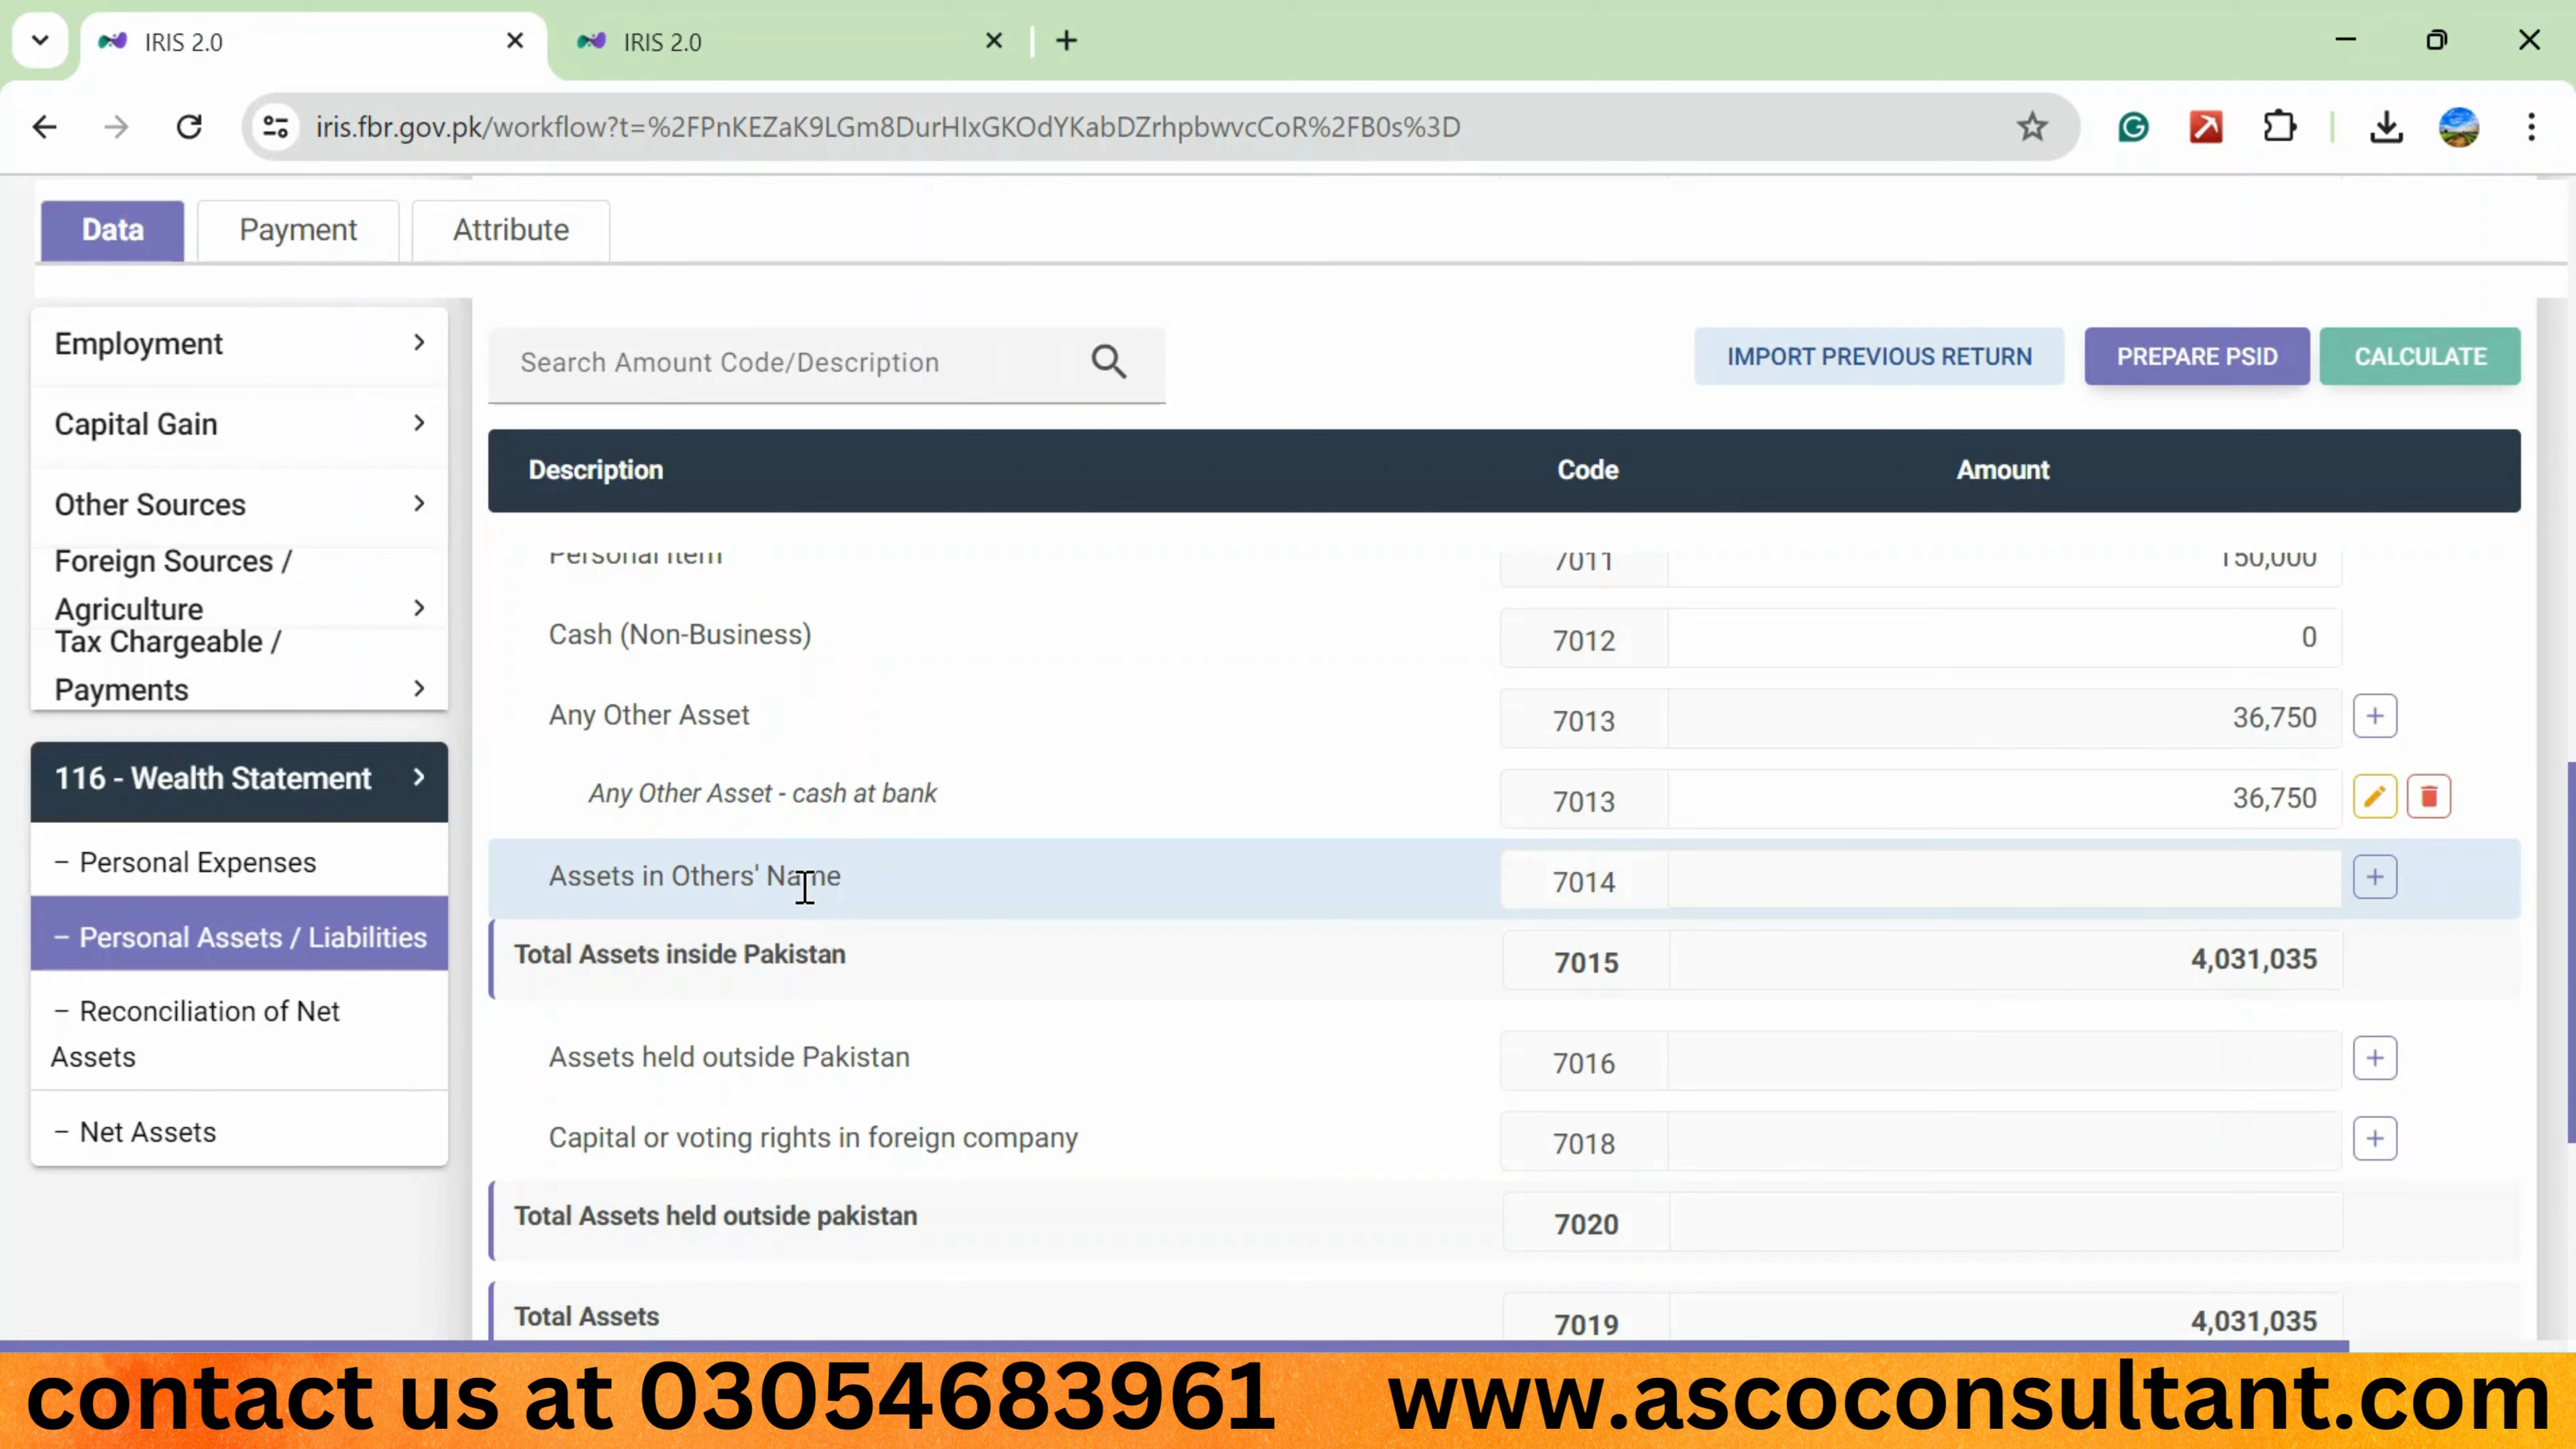 IRIS 2.0
IRIS 2.0
iris.fbr.gov.pk/workflow?t=%2FPnKEZaK9LGm8DurHIxGKOdYKabDZrhpbwvcCoR%2FB0s%3D
Data
Payment
Attribute
Employment
Capital Gain
Other Sources
Foreign Sources /
Agriculture
Tax Chargeable /
Payments
116 - Wealth Statement
– Personal Expenses
– Personal Assets / Liabilities
– Reconciliation of Net
Assets
– Net Assets
Search Amount Code/Description
IMPORT PREVIOUS RETURN
PREPARE PSID
CALCULATE
Description Code Amount
Personal Item 7011 150,000
Cash (Non-Business) 7012 0
Any Other Asset 7013 36,750
Any Other Asset - cash at bank 7013 36,750
Assets in Others' Name 7014
Total Assets inside Pakistan 7015 4,031,035
Assets held outside Pakistan 7016
Capital or voting rights in foreign company 7018
Total Assets held outside pakistan 7020
Total Assets 7019 4,031,035
contact us at 03054683961 www.ascoconsultant.com